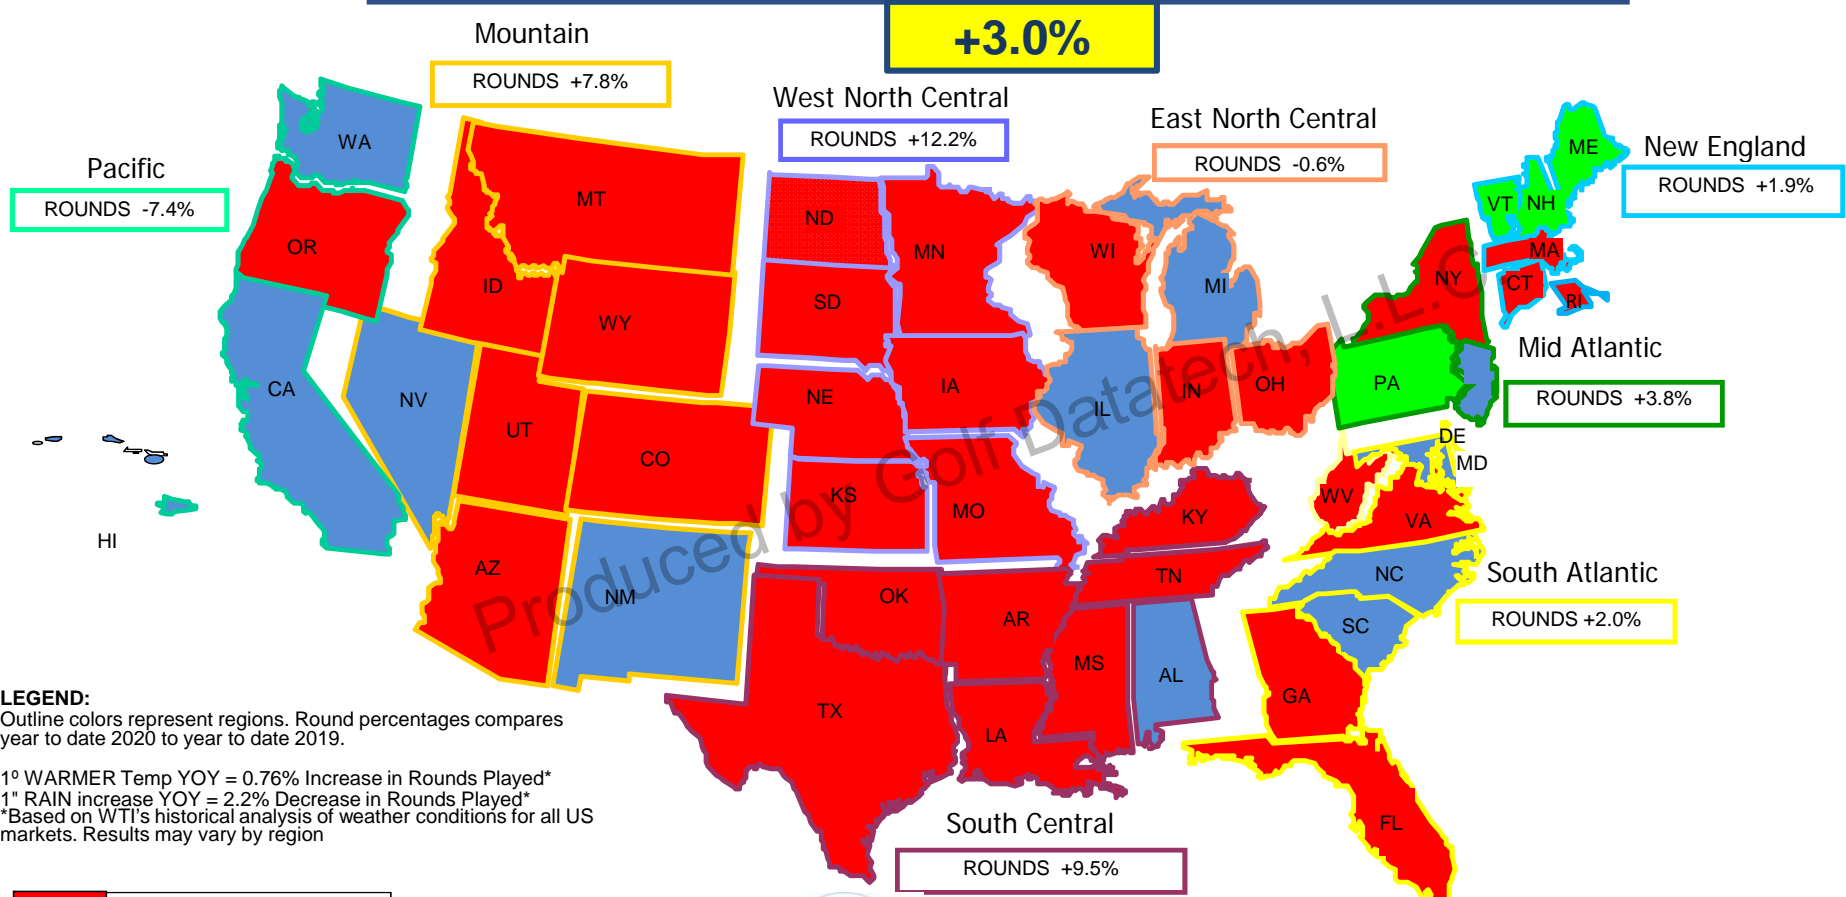 +3.0%
Mountain
ROUNDS +7.8%
West North Central
ROUNDS +12.2%
East North Central
ROUNDS -0.6%
New England
ROUNDS +1.9%
Pacific
ROUNDS -7.4%
Mid Atlantic
ROUNDS +3.8%
South Atlantic
ROUNDS +2.0%
South Central
ROUNDS +9.5%
WA
OR
CA
HI
MT
ID
WY
NV
UT
CO
AZ
NM
ND
SD
NE
KS
MN
IA
MO
WI
MI
IL
IN
OH
ME
VT
NH
MA
CT
RI
NY
PA
DE
MD
WV
VA
NC
SC
GA
FL
KY
TN
OK
AR
MS
AL
TX
LA
Produced by Golf Datatech, L.L.C
LEGEND:
Outline colors represent regions. Round percentages compares
year to date 2020 to year to date 2019.
1º WARMER Temp YOY = 0.76% Increase in Rounds Played*
1" RAIN increase YOY = 2.2% Decrease in Rounds Played*
*Based on WTI's historical analysis of weather conditions for all US
markets. Results may vary by region